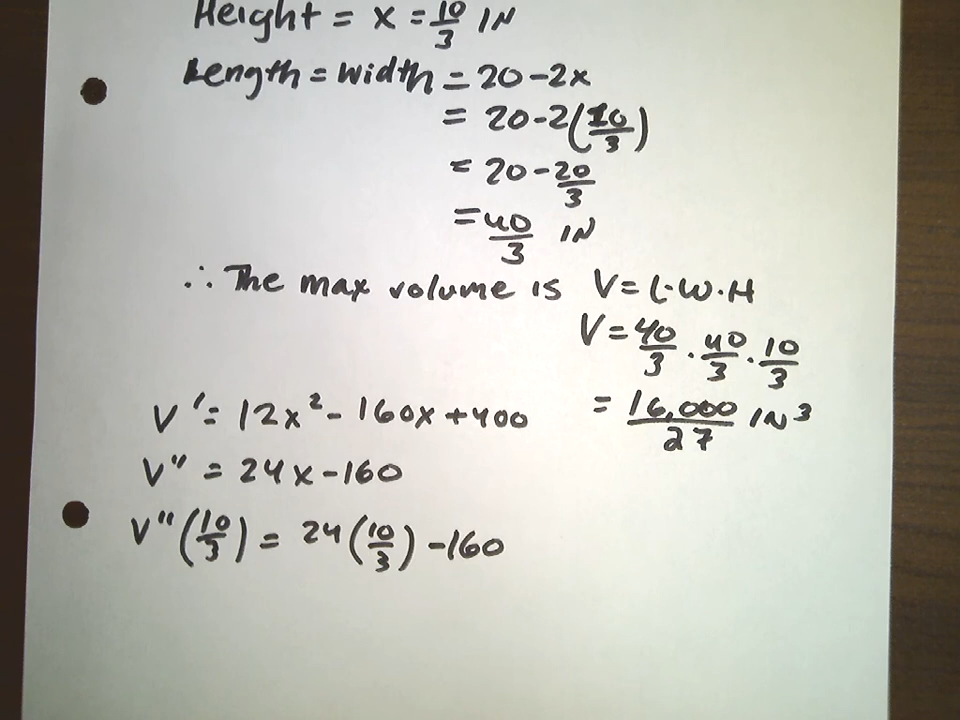 Height = x = 10/3 IN
Length = Width = 20 - 2x
= 20 - 2(10/3)
= 20 - 20/3
= 40/3 IN
∴ The max volume is V = L·W·H
V = 40/3 · 40/3 · 10/3
= 16,000/27 IN³
V' = 12x² - 160x + 400
V" = 24x - 160
V"(10/3) = 24(10/3) - 160